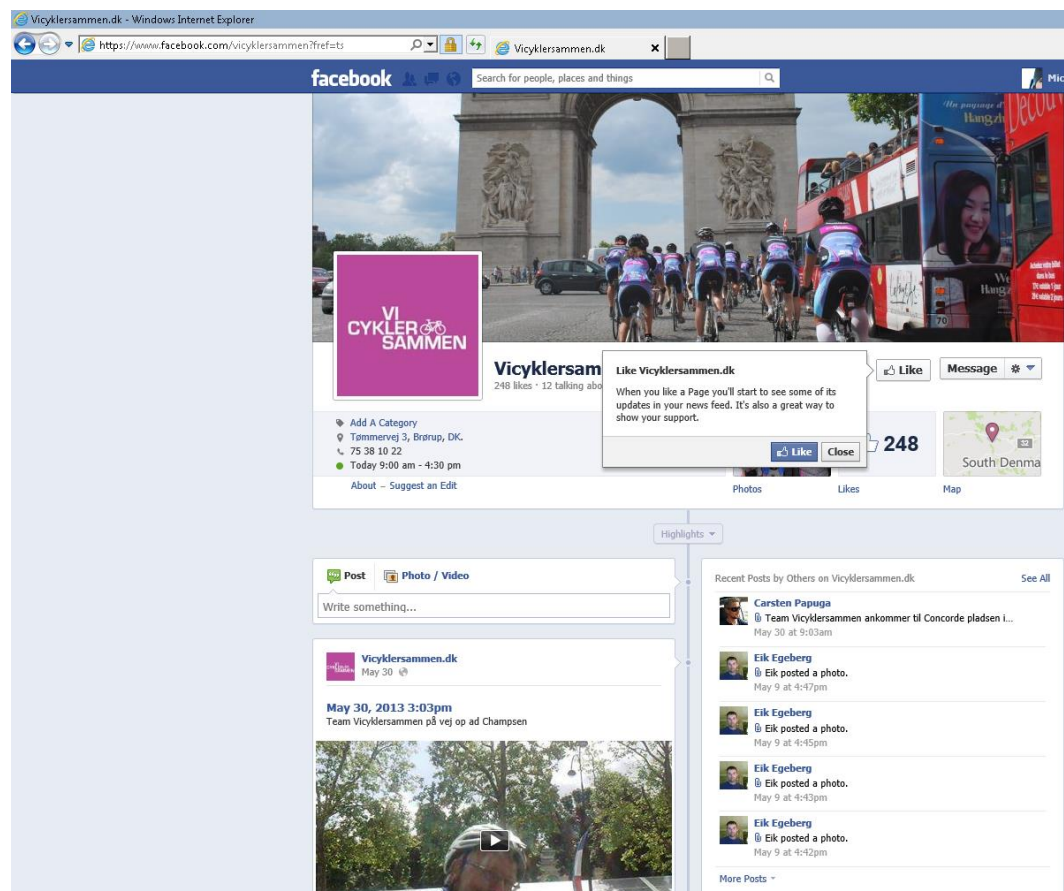 Vicyklersammen.dk - Windows Internet Explorer
https://www.facebook.com/vicyklersammen?fref=ts
Vicyklersammen.dk
facebook
Search for people, places and things
Mic
Un paysage d'
Hangzh
Découv
Hangz
70
VI
CYKLER
SAMMEN
Vicyklersam
248 likes · 12 talking abo
Like Vicyklersammen.dk
When you like a Page you'll start to see some of its
updates in your news feed. It's also a great way to
show your support.
Like
Close
Like
Message
Add A Category
Tømmervej 3, Brørup, DK.
75 38 10 22
Today 9:00 am - 4:30 pm
About – Suggest an Edit
248
32
South Denma
Photos
Likes
Map
Highlights
Post
Photo / Video
Write something...
Vicyklersammen.dk
May 30
May 30, 2013 3:03pm
Team Vicyklersammen på vej op ad Champsen
Recent Posts by Others on Vicyklersammen.dk
See All
Carsten Papuga
Team Vicyklersammen ankommer til Concorde pladsen i...
May 30 at 9:03am
Eik Egeberg
Eik posted a photo.
May 9 at 4:47pm
Eik Egeberg
Eik posted a photo.
May 9 at 4:45pm
Eik Egeberg
Eik posted a photo.
May 9 at 4:43pm
Eik Egeberg
Eik posted a photo.
May 9 at 4:42pm
More Posts